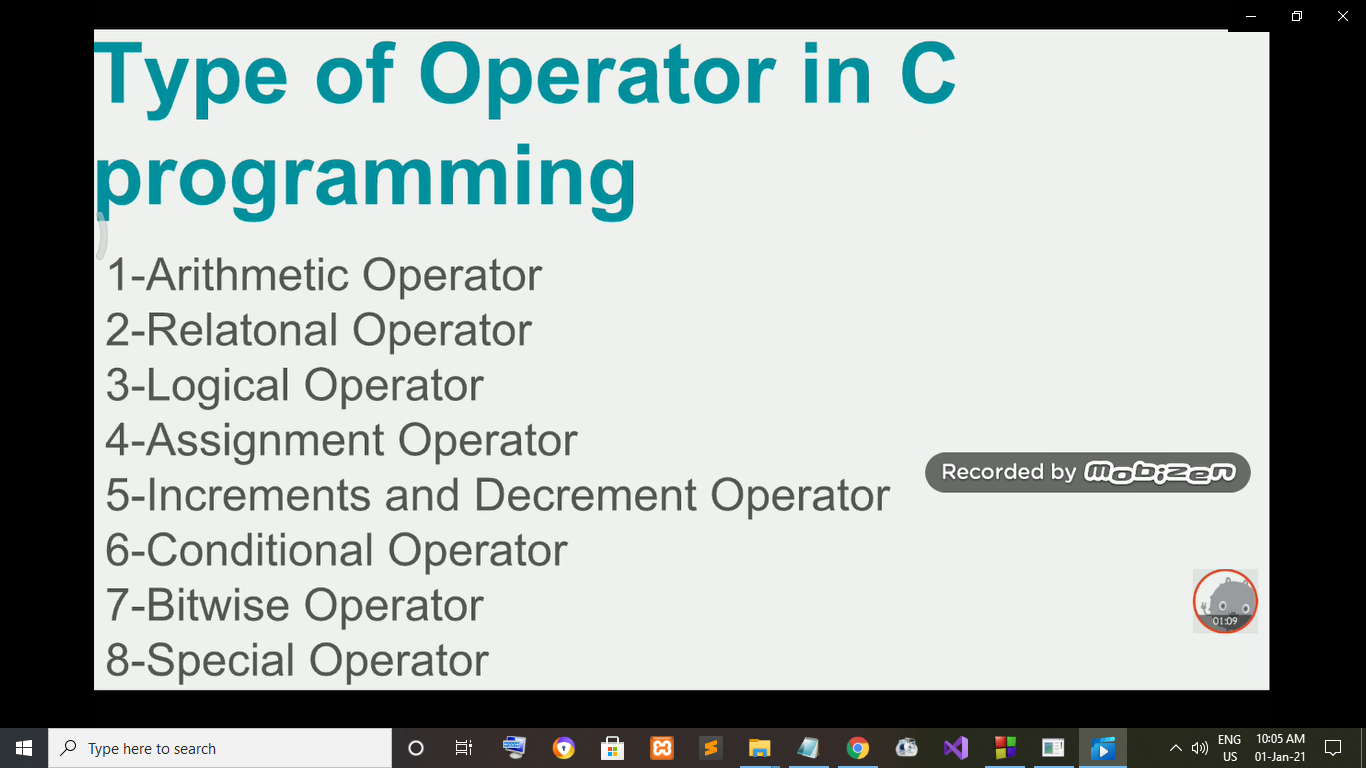 Type of Operator in C
programming
1-Arithmetic Operator
2-Relatonal Operator
3-Logical Operator
4-Assignment Operator
5-Increments and Decrement Operator
6-Conditional Operator
7-Bitwise Operator
8-Special Operator
Recorded by mobizen
01:09
Type here to search
ENG
US
10:05 AM
01-Jan-21